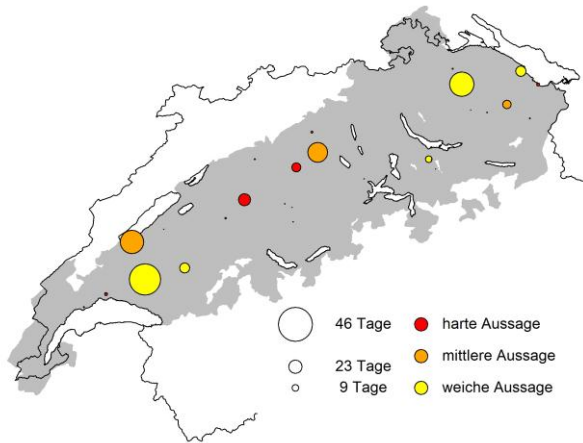 46 Tage
harte Aussage
23 Tage
mittlere Aussage
9 Tage
weiche Aussage